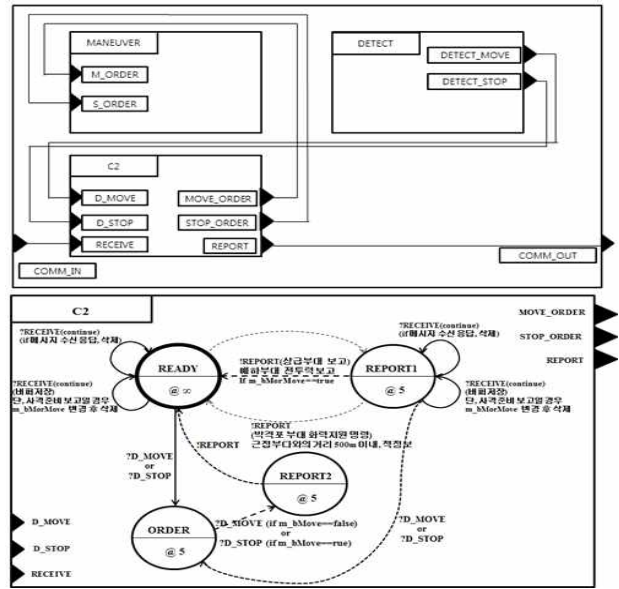 MANEUVER
M_ORDER
S_ORDER
DETECT
DETECT_MOVE
DETECT_STOP
C2
D_MOVE
MOVE_ORDER
D_STOP
STOP_ORDER
RECEIVE
REPORT
COMM_IN
COMM_OUT
C2
MOVE_ORDER
STOP_ORDER
REPORT
?RECEIVE(continue)
(if메시지 수신 응답, 삭제)
?RECEIVE(continue)
(if메시지 수신 응답, 삭제)
READY
@ ∞
!REPORT(상급부대 보고)
예하부대 전투력보고
If m_bMorMove==true
REPORT1
@ 5
?RECEIVE(continue)
(버퍼저장)
단, 사격준비 보고일 경우
m_bMorMove 변경 후 삭제
?RECEIVE(continue)
(버퍼저장)
단, 사격준비 보고일 경우
m_bMorMove 변경 후 삭제
!REPORT
!REPORT
(박격포 부대 화력지원 명령)
근접부다와의 거리 500m 이내, 적정보
?D_MOVE
or
?D_STOP
REPORT2
@ 5
ORDER
@ 5
?D_MOVE (if m_bMove==false)
or
?D_STOP (if m_bMove==rue)
?D_MOVE
or
?D_STOP
D_MOVE
D_STOP
RECEIVE